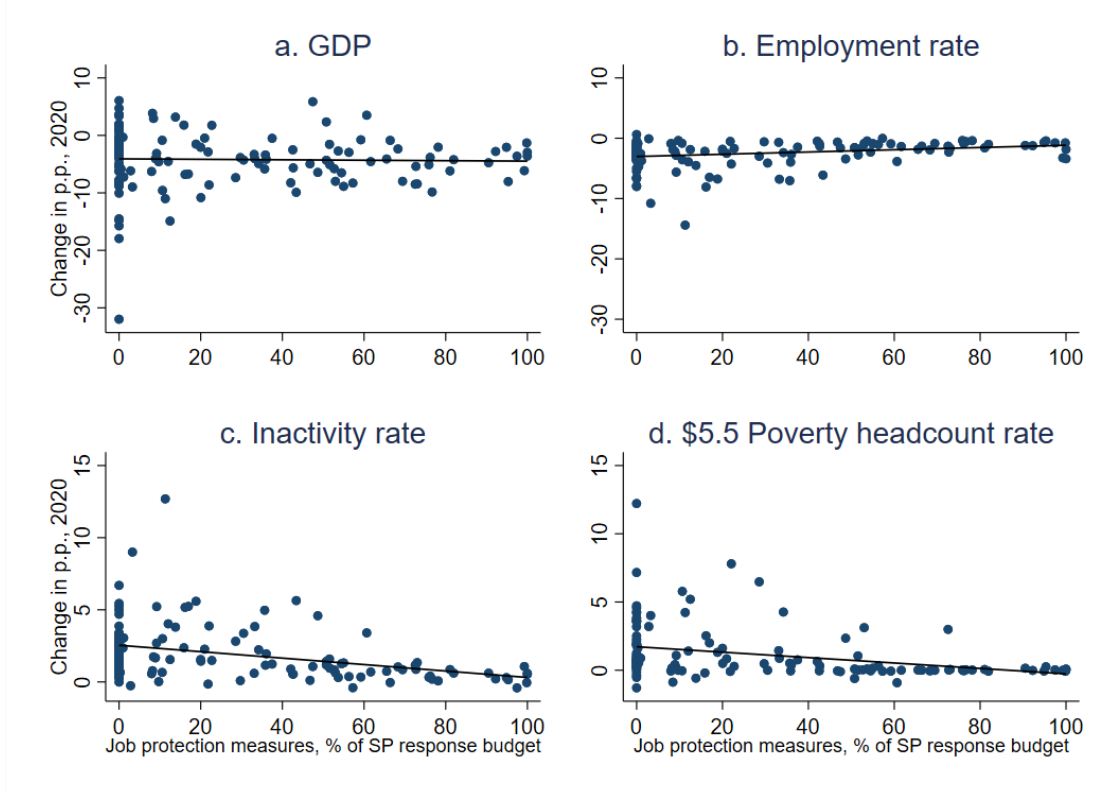 a. GDP
b. Employment rate
Change in p.p., 2020
10
0
-10
-20
-30
0 20 40 60 80 100
10
0
-10
-20
-30
0 20 40 60 80 100
c. Inactivity rate
d. $5.5 Poverty headcount rate
Change in p.p., 2020
15
10
5
0
0 20 40 60 80 100
Job protection measures, % of SP response budget
15
10
5
0
0 20 40 60 80 100
Job protection measures, % of SP response budget